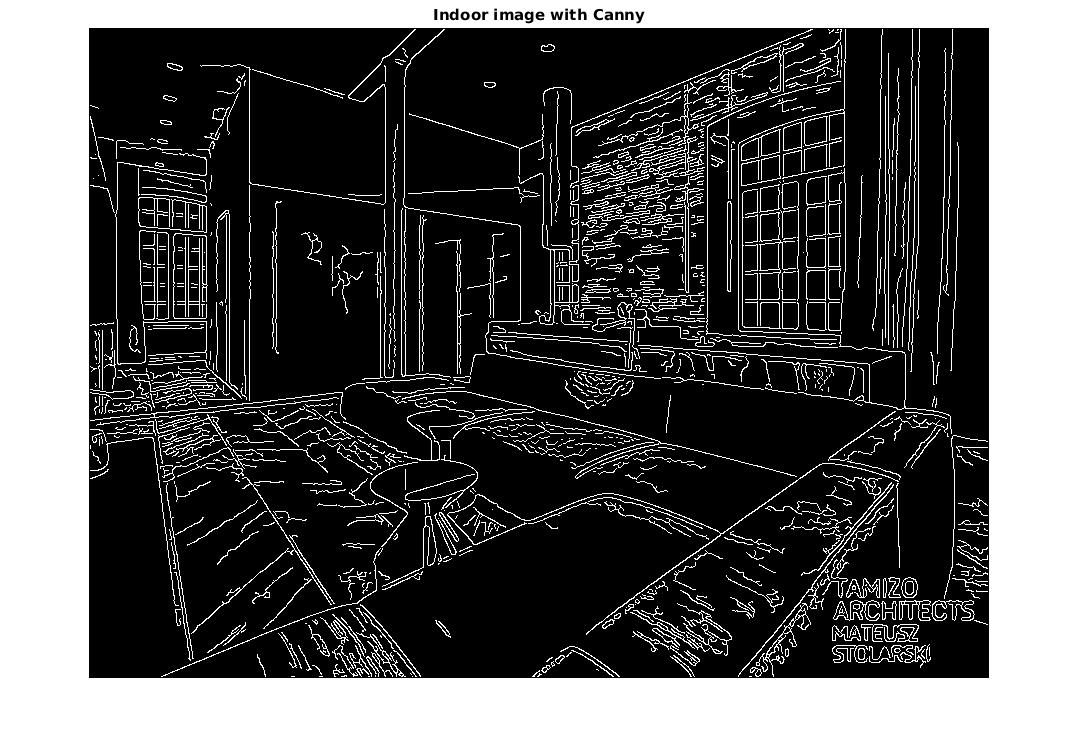 Indoor image with Canny
TAMIZO
ARCHITECTS
MATEUSZ
STOLARSKI